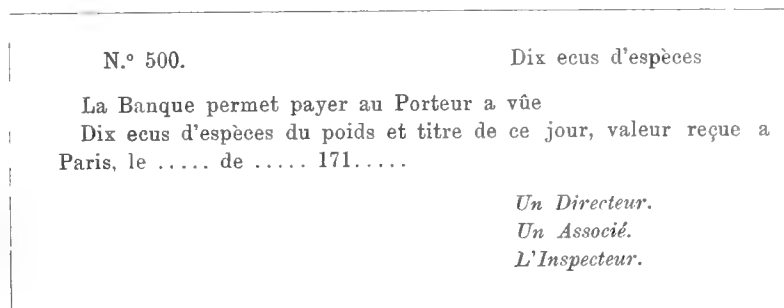 N.º 500. Dix ecus d'espèces
La Banque permet payer au Porteur a vûe
Dix ecus d'espèces du poids et titre de ce jour, valeur reçue a
Paris, le ..... de ..... 171.....
Un Directeur.
Un Associé.
L'Inspecteur.